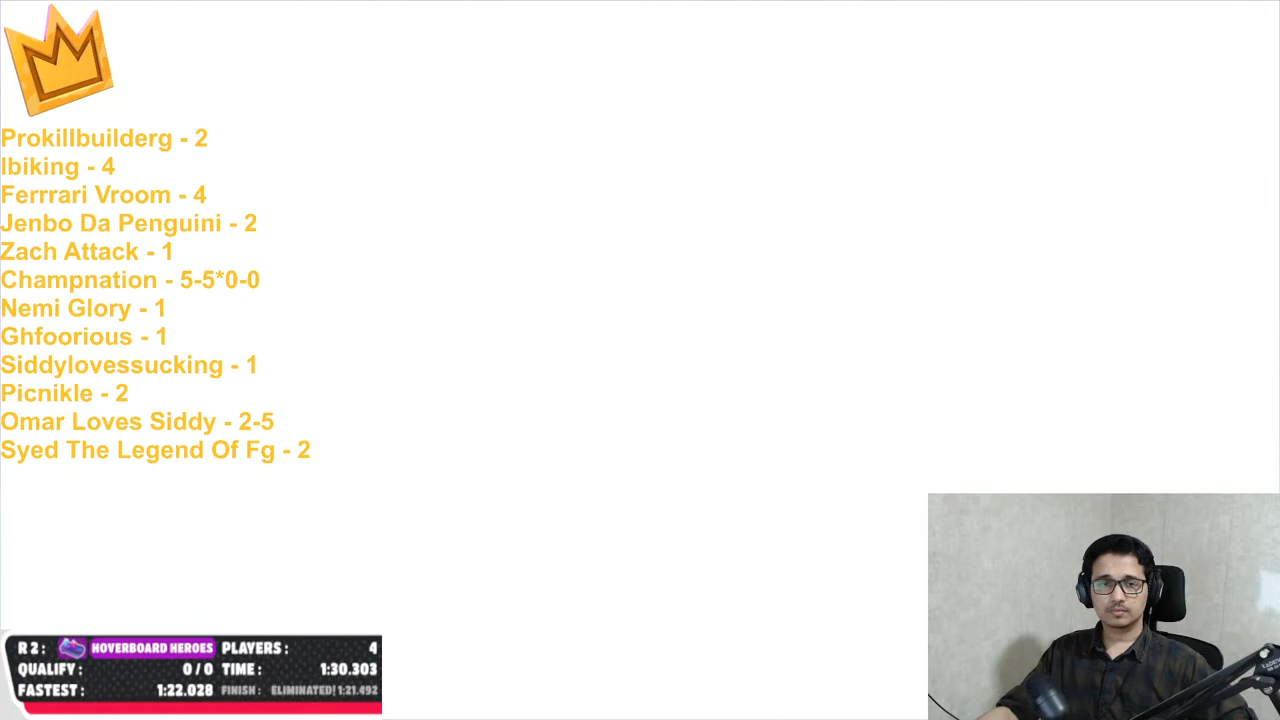 Prokillbuilderg - 2
Ibiking - 4
Ferrrari Vroom - 4
Jenbo Da Penguini - 2
Zach Attack - 1
Champnation - 5-5*0-0
Nemi Glory - 1
Ghfoorious - 1
Siddylovessucking - 1
Picnikle - 2
Omar Loves Siddy - 2-5
Syed The Legend Of Fg - 2
R 2 : HOVERBOARD HEROES PLAYERS : 4
QUALIFY : 0 / 0 TIME : 1:30.303
FASTEST : 1:22.028 FINISH : ELIMINATED! 1:21.492